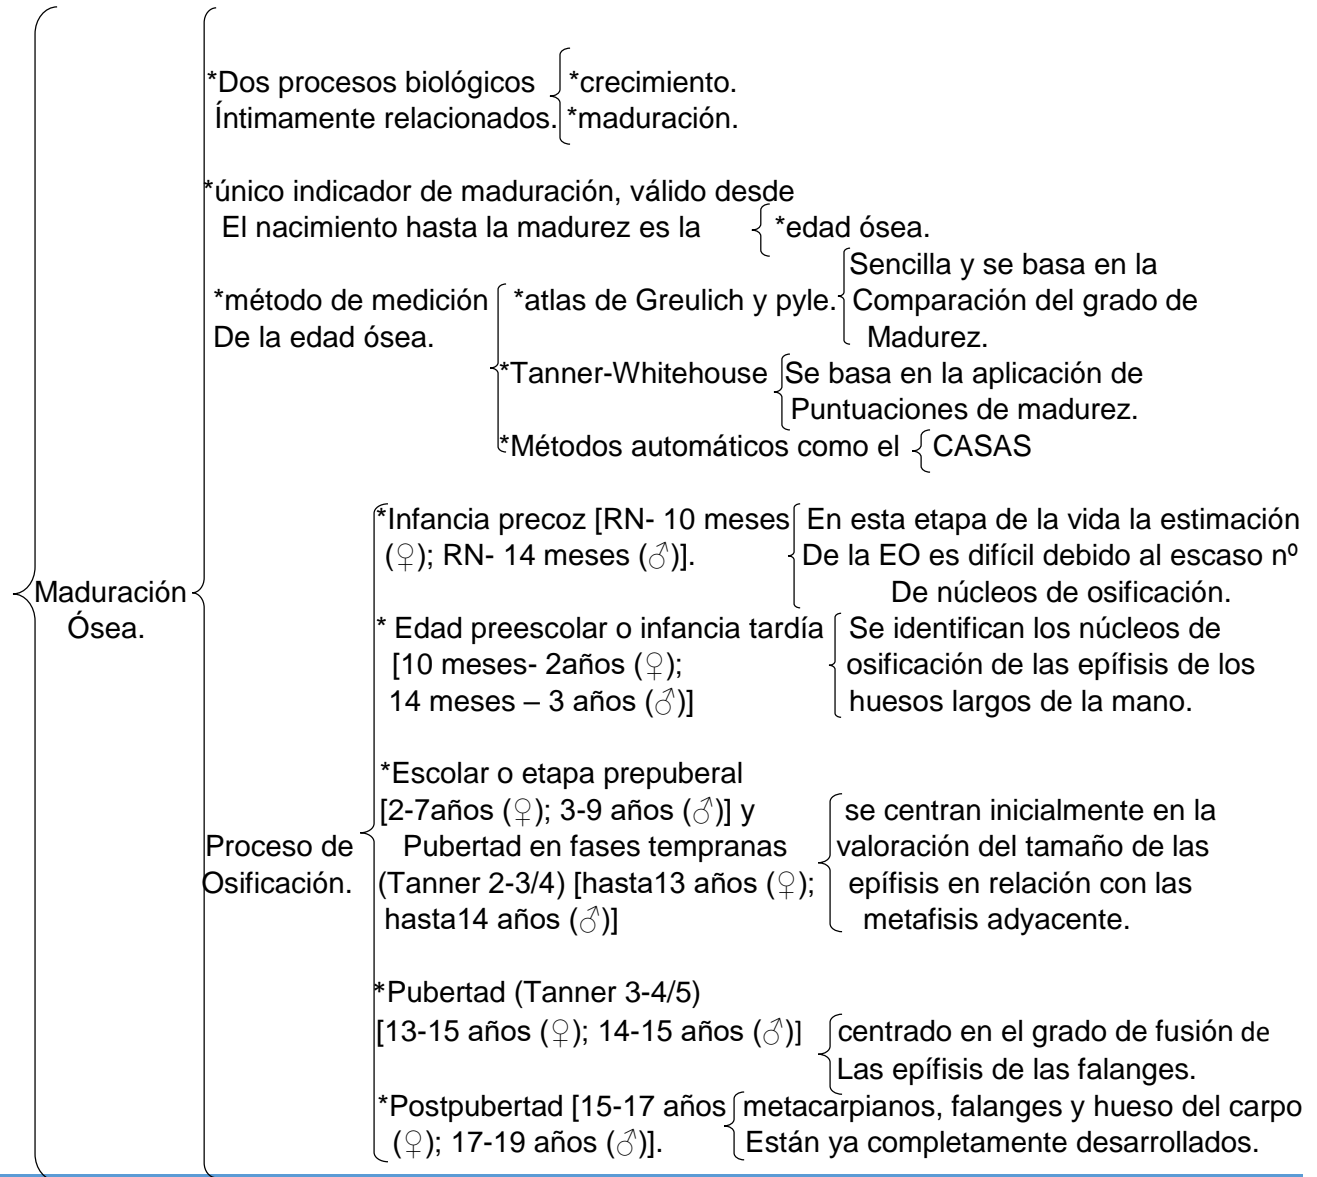 *Dos procesos biológicos
Íntimamente relacionados.
*crecimiento.
*maduración.
*único indicador de maduración, válido desde
El nacimiento hasta la madurez es la
*edad ósea.
*método de medición
De la edad ósea.
*atlas de Greulich y pyle.
Sencilla y se basa en la
Comparación del grado de
Madurez.
*Tanner-Whitehouse
Se basa en la aplicación de
Puntuaciones de madurez.
*Métodos automáticos como el
CASAS
Maduración
Ósea.
Proceso de
Osificación.
*Infancia precoz [RN- 10 meses
(♀); RN- 14 meses (♂)].
En esta etapa de la vida la estimación
De la EO es difícil debido al escaso nº
De núcleos de osificación.
* Edad preescolar o infancia tardía
[10 meses- 2años (♀);
14 meses – 3 años (♂)]
Se identifican los núcleos de
osificación de las epífisis de los
huesos largos de la mano.
*Escolar o etapa prepuberal
[2-7años (♀); 3-9 años (♂)] y
Pubertad en fases tempranas
(Tanner 2-3/4) [hasta13 años (♀);
hasta14 años (♂)]
se centran inicialmente en la
valoración del tamaño de las
epífisis en relación con las
metafisis adyacente.
*Pubertad (Tanner 3-4/5)
[13-15 años (♀); 14-15 años (♂)]
centrado en el grado de fusión de
Las epífisis de las falanges.
*Postpubertad [15-17 años
(♀); 17-19 años (♂)].
metacarpianos, falanges y hueso del carpo
Están ya completamente desarrollados.